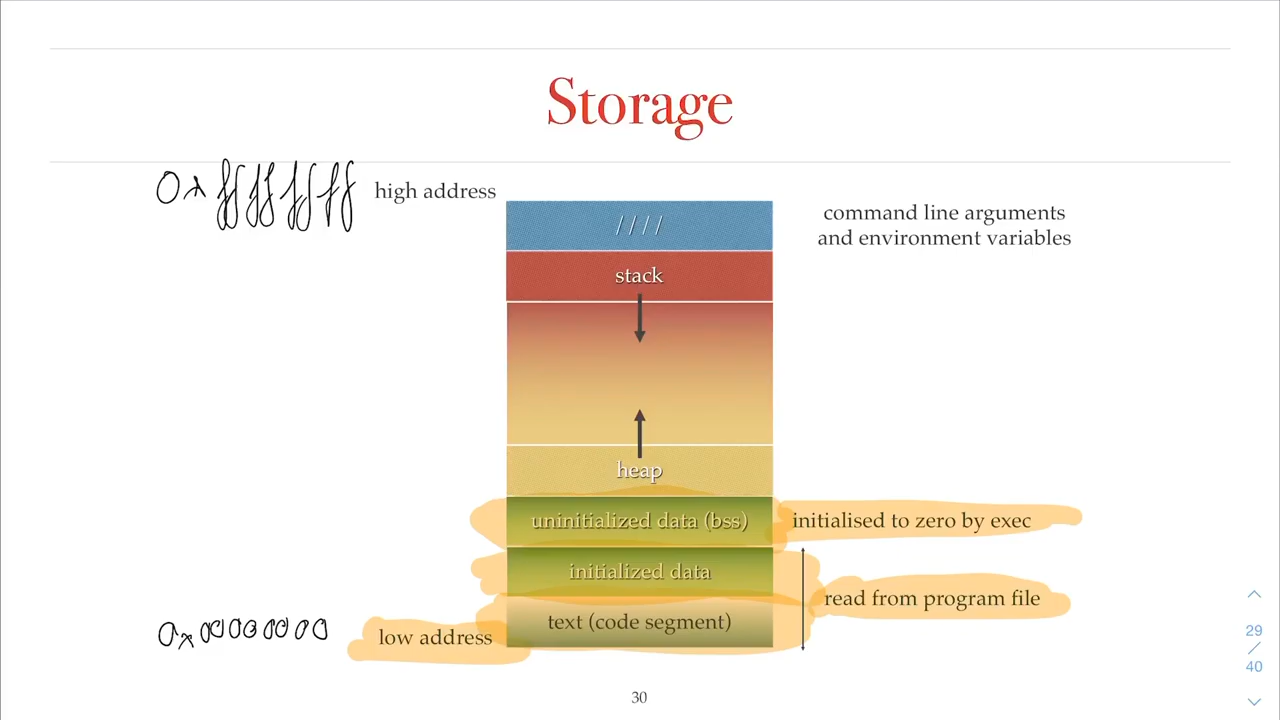 Storage
0xffffffff high address
command line arguments
and environment variables
////
stack
heap
uninitialized data (bss)
initialised to zero by exec
initialized data
read from program file
text (code segment)
0x00000000 low address
29
/
40
30